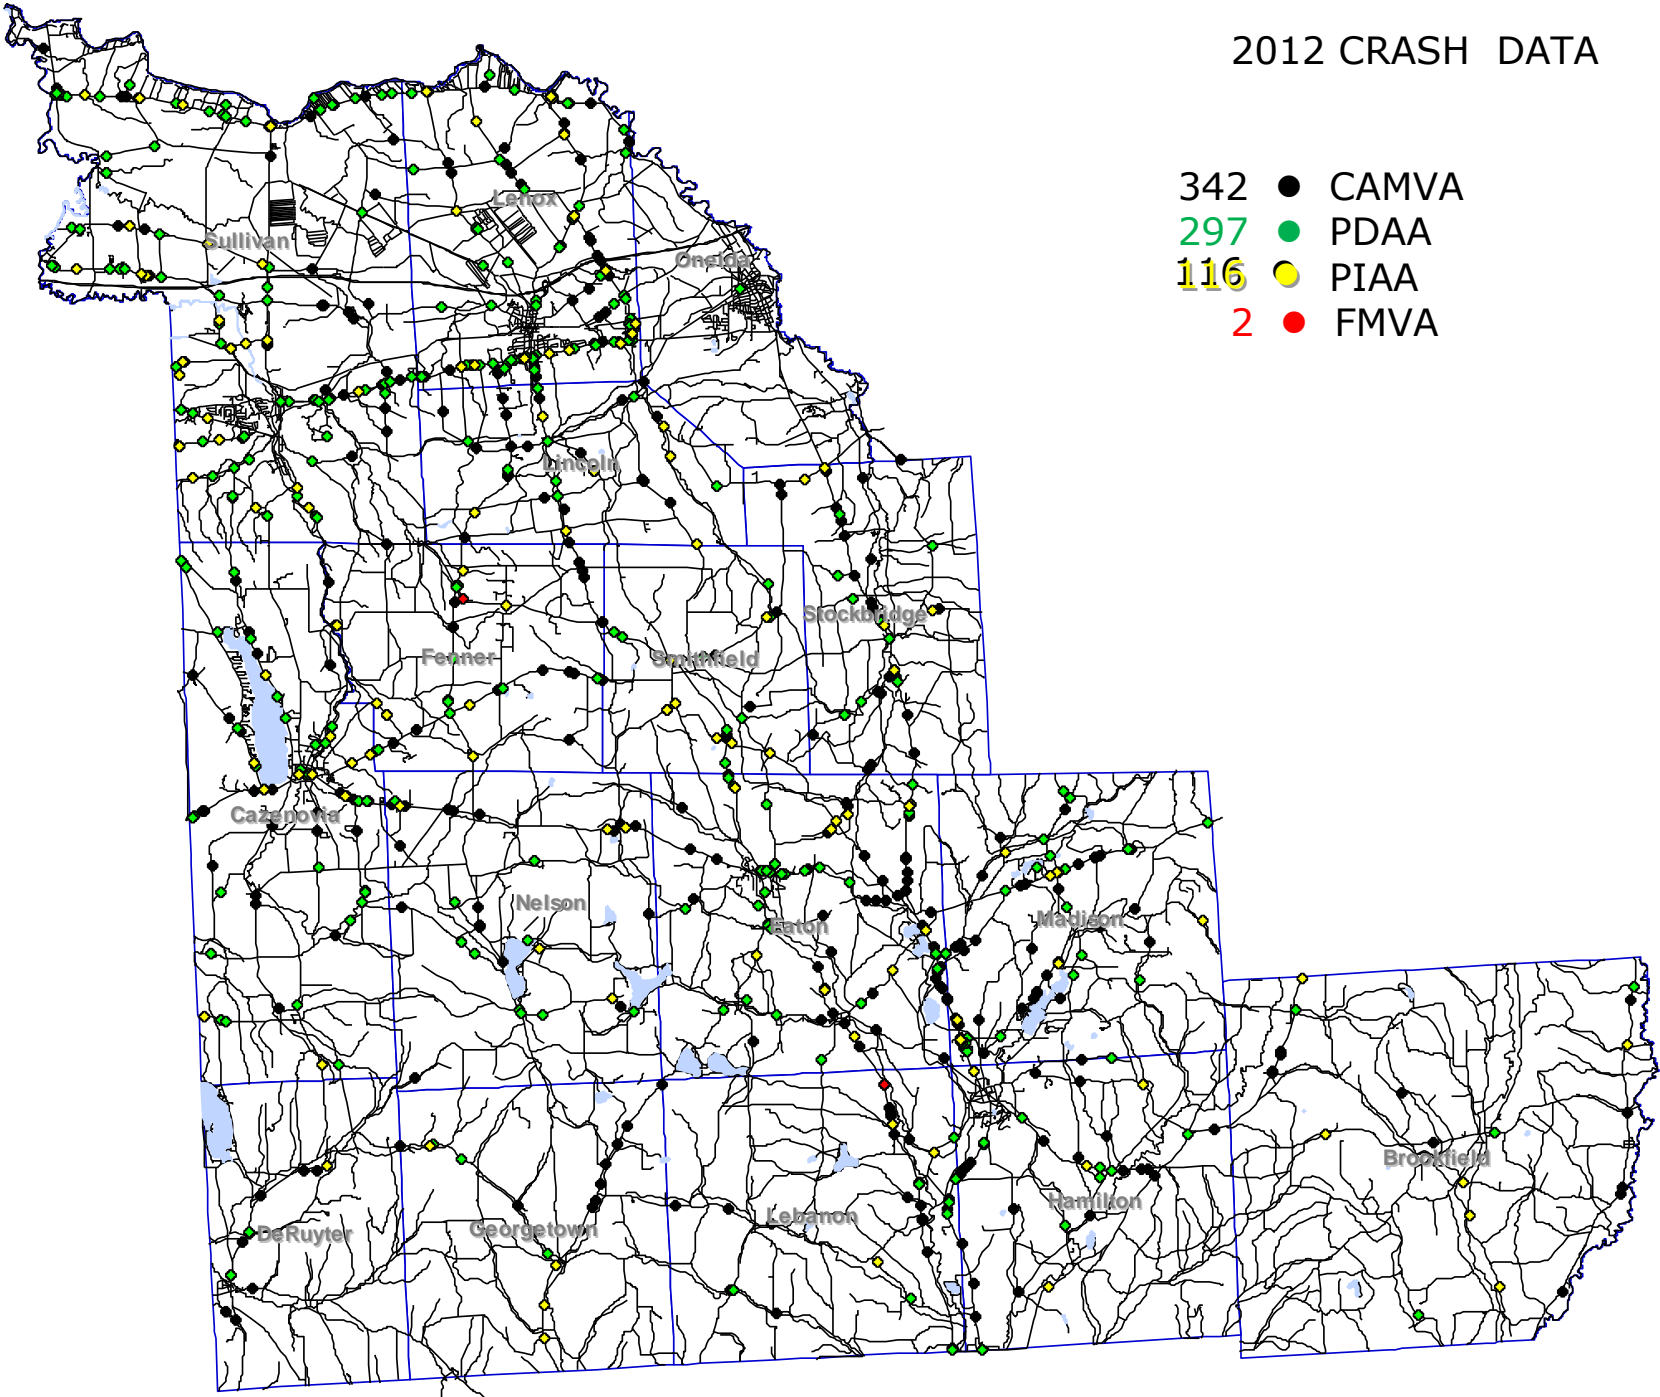 2012 CRASH DATA
342 CAMVA
297 PDAA
116 PIAA
2 FMVA
Lenox
Sullivan
Oneida
Lincoln
Stockbridge
Fenner
Smithfield
Cazenovia
Nelson
Eaton
Madison
Brookfield
Hamilton
Lebanon
Georgetown
DeRuyter